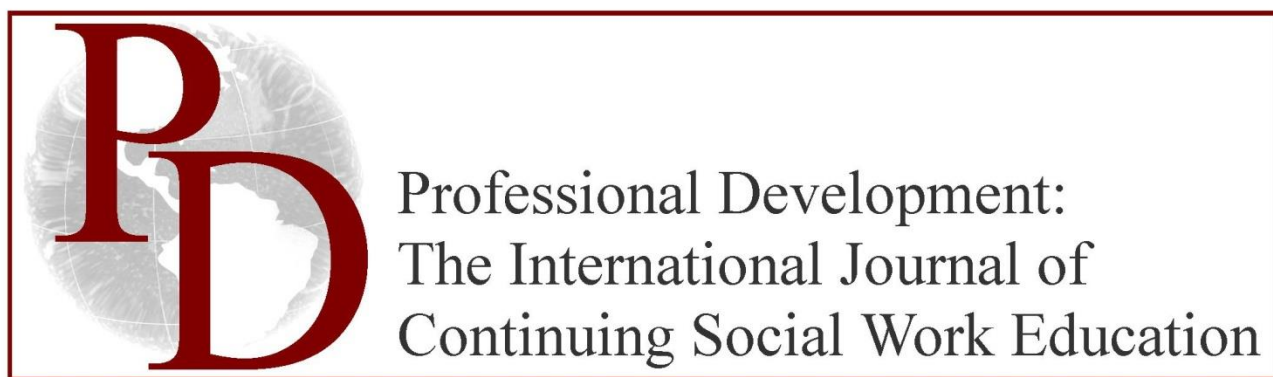 PD
Professional Development:
The International Journal of
Continuing Social Work Education